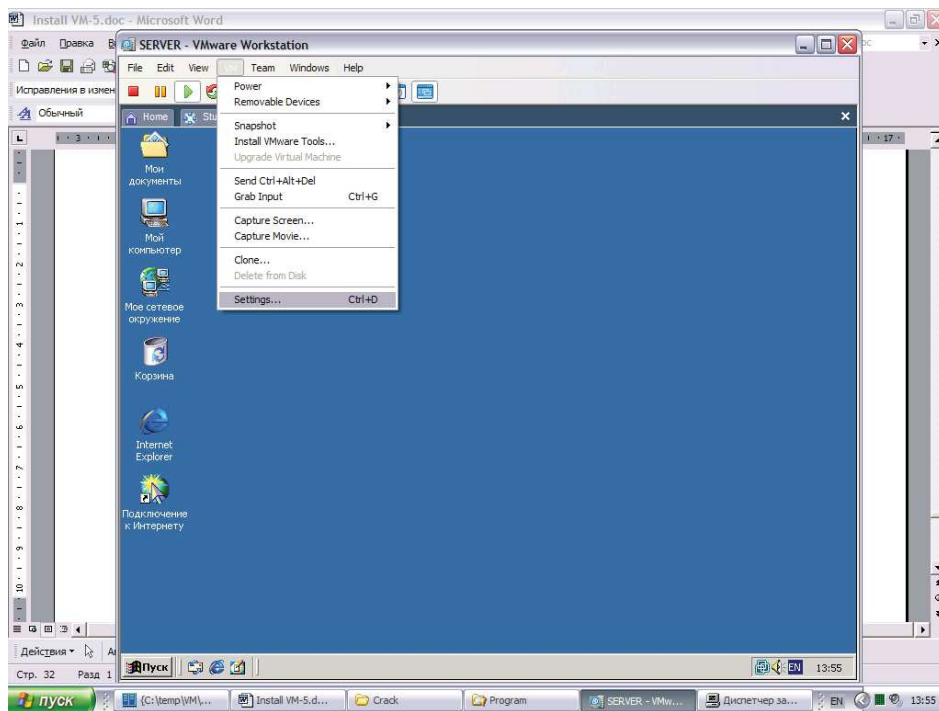 Install VM-5.doc - Microsoft Word
Файл Правка
SERVER - VMware Workstation
File Edit View Team Windows Help
Исправления в измен
Обычный
Home
Power
Removable Devices
Snapshot
Install VMware Tools...
Upgrade Virtual Machine
Send Ctrl+Alt+Del
Grab Input Ctrl+G
Capture Screen...
Capture Movie...
Clone...
Delete from Disk
Settings... Ctrl+D
Мои
документы
Мой
компьютер
Мое сетевое
окружение
Корзина
Internet
Explorer
Подключение
к Интернету
Пуск EN 13:55
Действия
Стр. 32 Разд 1
пуск {C:\temp\VM\... Install VM-5.d... Crack Program SERVER - VMw... Диспетчер за... EN 13:55